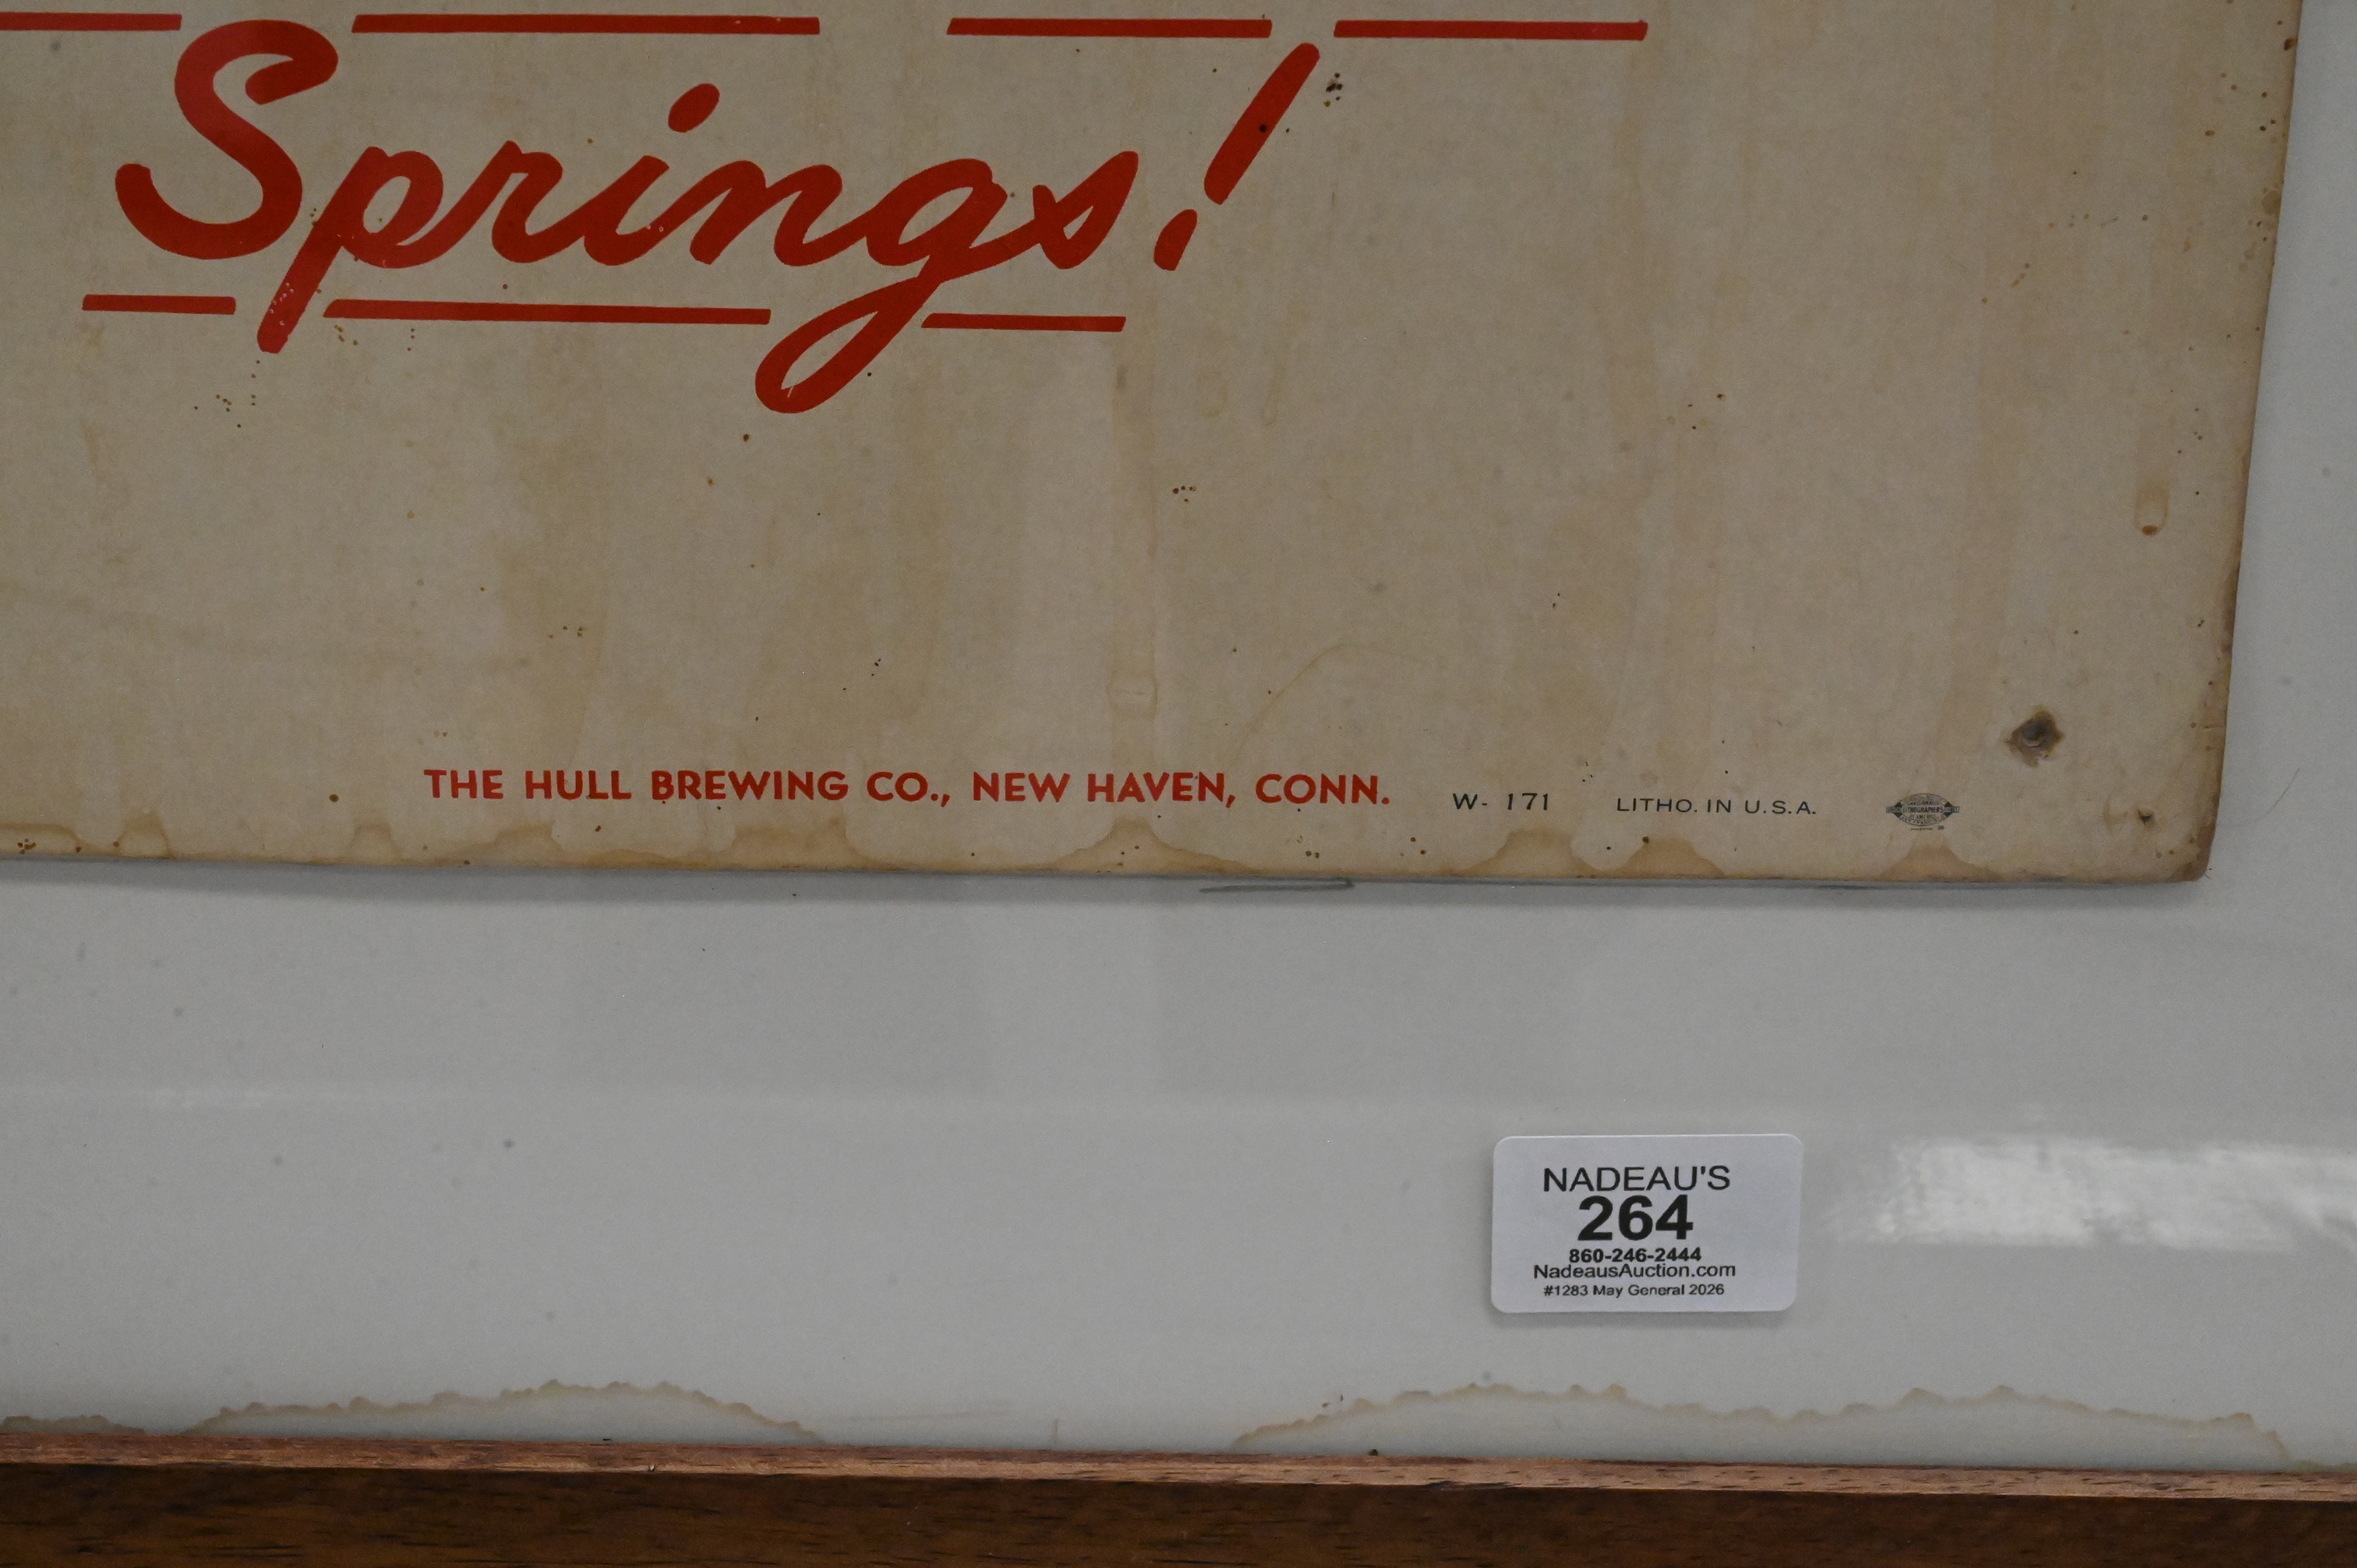 Springs!
THE HULL BREWING CO., NEW HAVEN, CONN. W- 171 LITHO. IN U.S.A.
NADEAU'S
264
860-246-2444
NadeausAuction.com
#1283 May General 2026